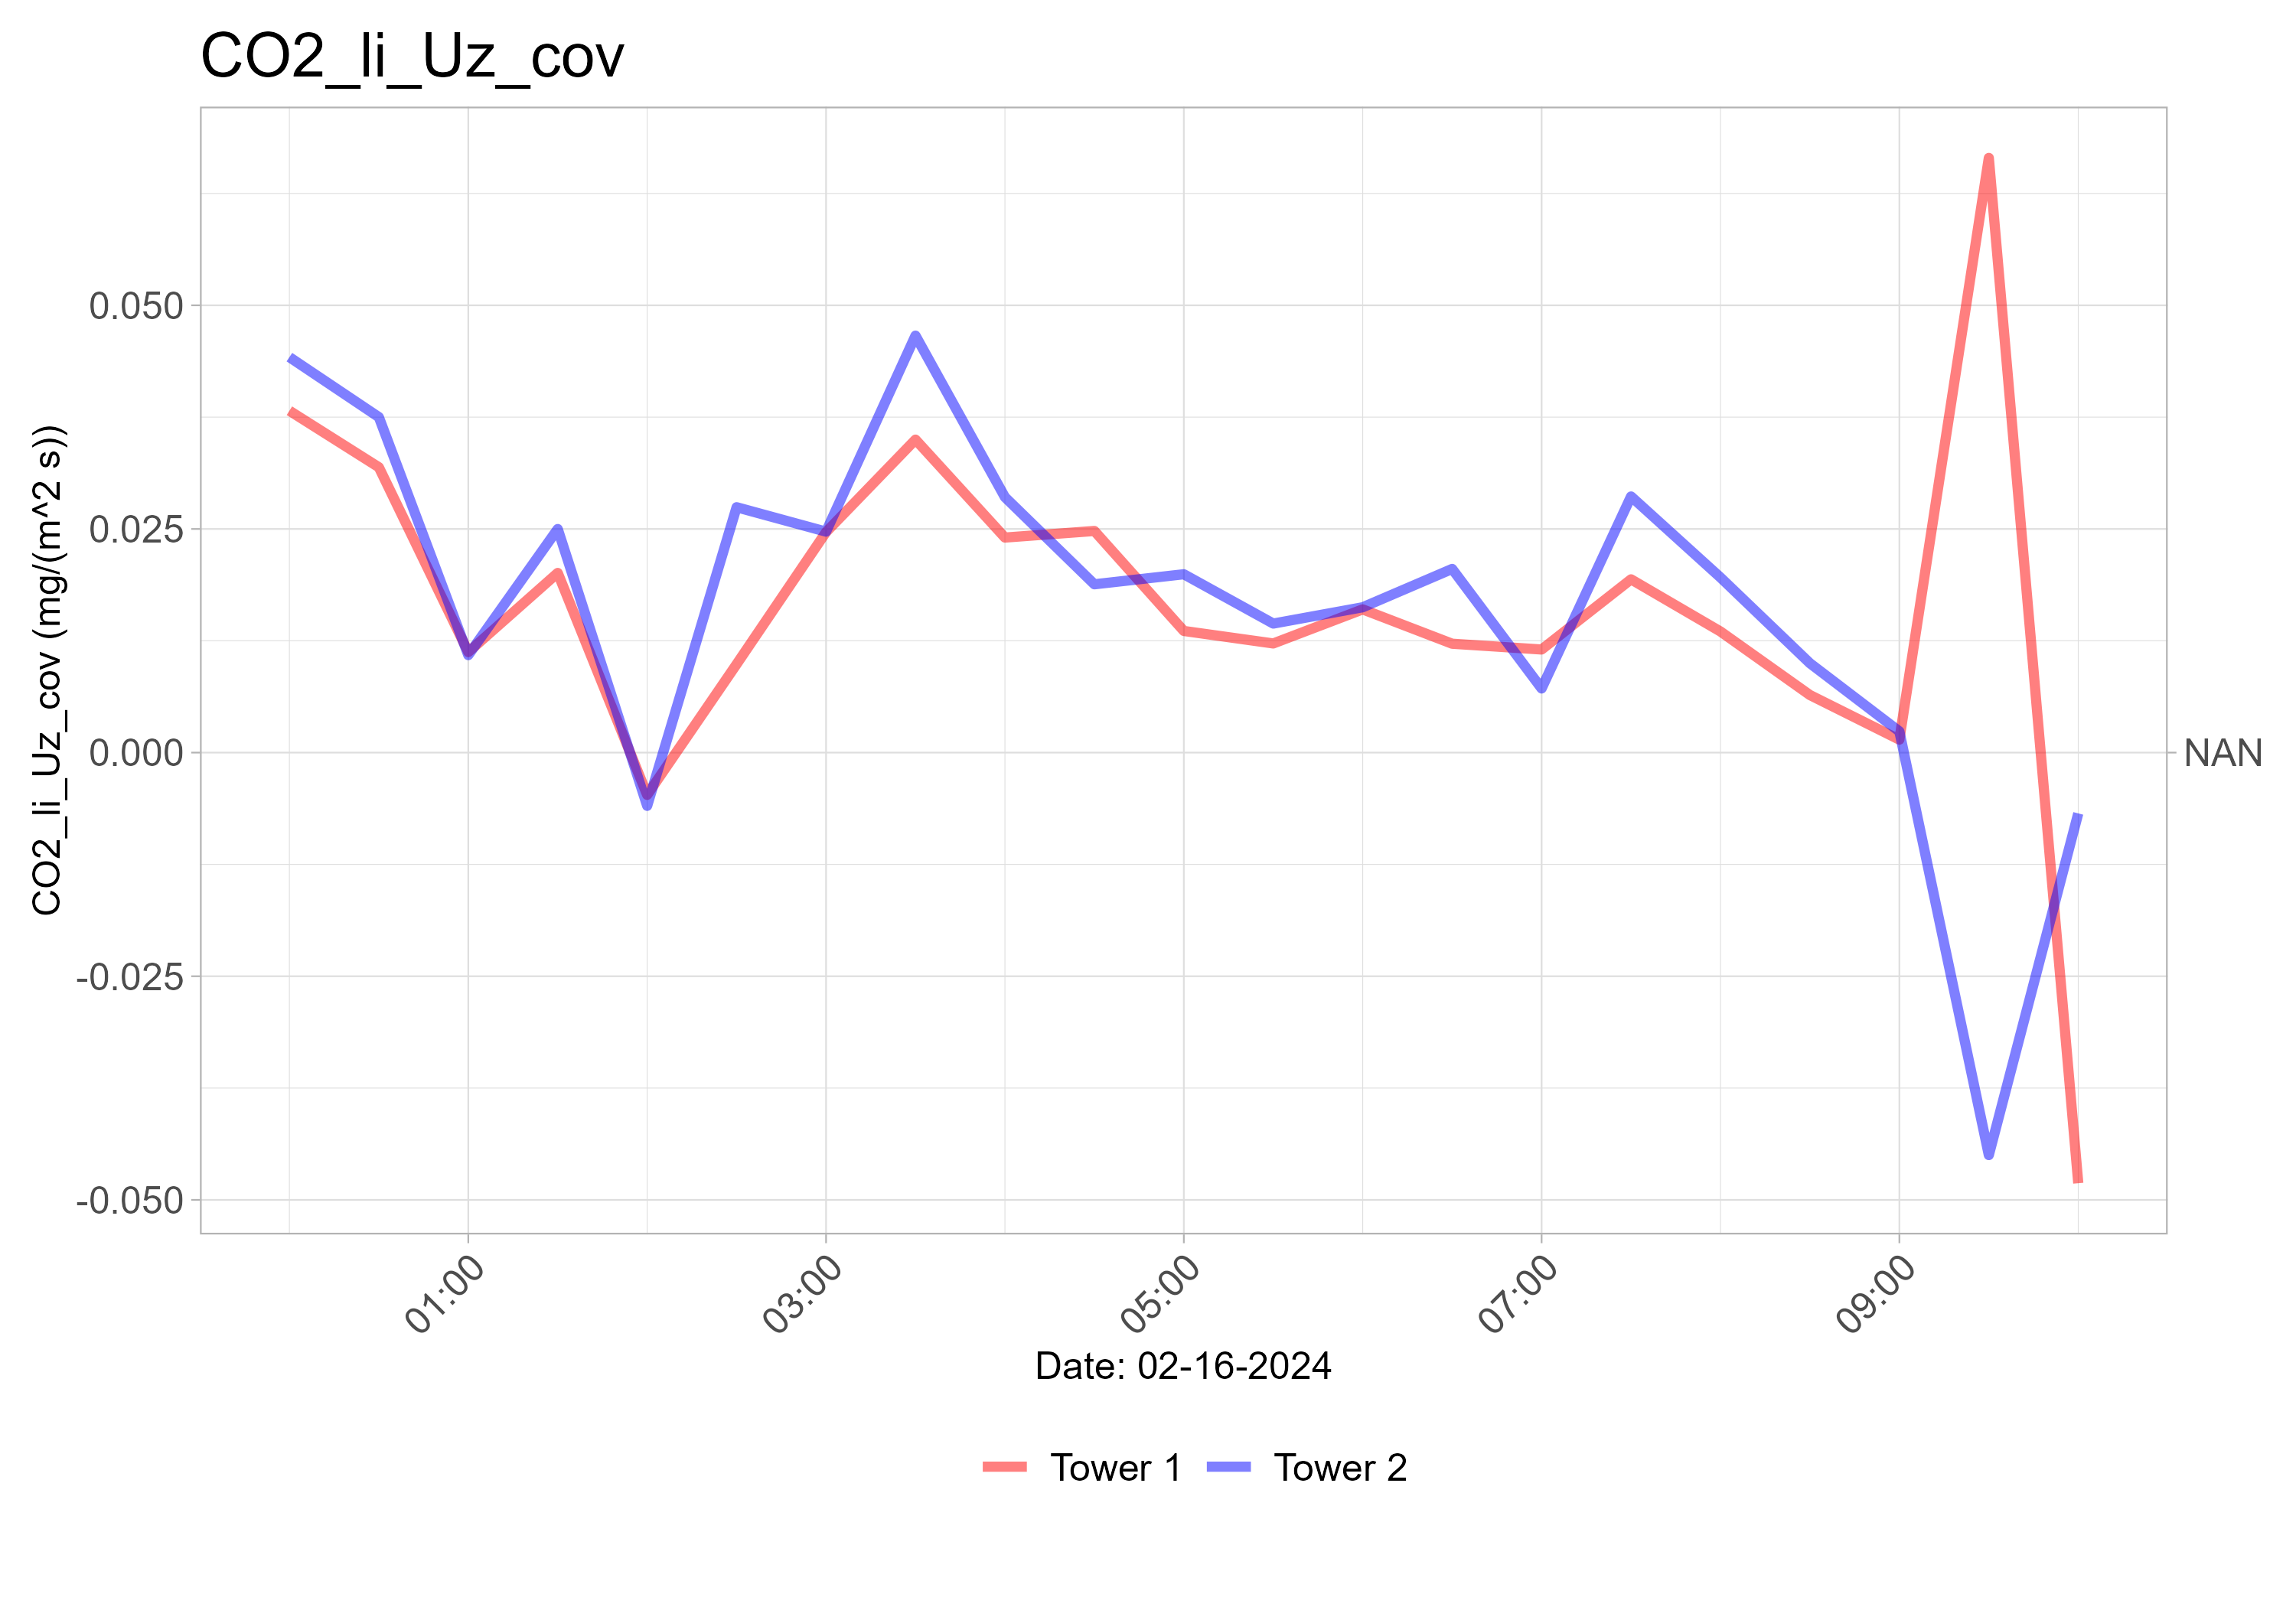 CO2_li_Uz_cov
CO2_li_Uz_cov (mg/(m^2 s))
0.050
0.025
0.000
-0.025
-0.050
NAN
01:00
03:00
05:00
07:00
09:00
Date: 02-16-2024
Tower 1
Tower 2